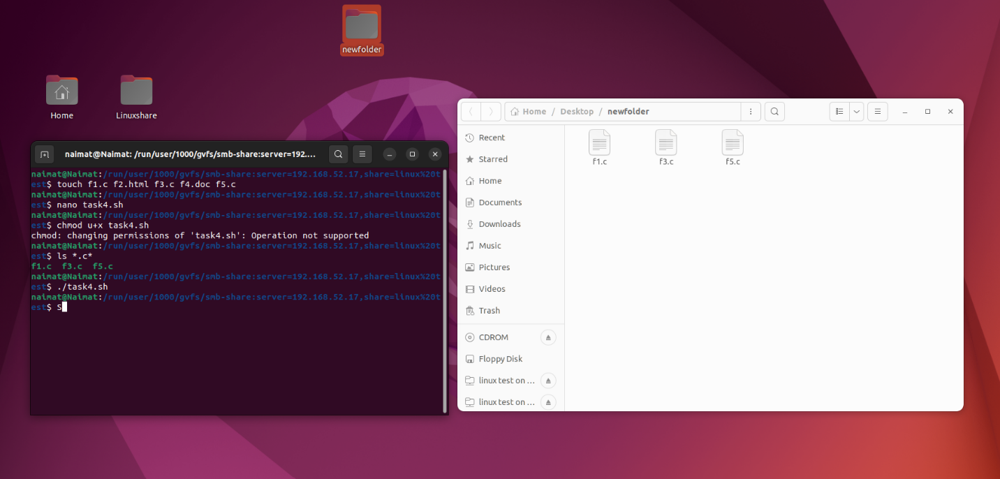 newfolder
Home
Linuxshare
naimat@Naimat: /run/user/1000/gvfs/smb-share:server=192....
naimat@Naimat:/run/user/1000/gvfs/smb-share:server=192.168.52.17,share=linux%20t
est$ touch f1.c f2.html f3.c f4.doc f5.c
naimat@Naimat:/run/user/1000/gvfs/smb-share:server=192.168.52.17,share=linux%20t
est$ nano task4.sh
naimat@Naimat:/run/user/1000/gvfs/smb-share:server=192.168.52.17,share=linux%20t
est$ chmod u+x task4.sh
chmod: changing permissions of 'task4.sh': Operation not supported
naimat@Naimat:/run/user/1000/gvfs/smb-share:server=192.168.52.17,share=linux%20t
est$ ls *.c*
f1.c  f3.c  f5.c
naimat@Naimat:/run/user/1000/gvfs/smb-share:server=192.168.52.17,share=linux%20t
est$ ./task4.sh
naimat@Naimat:/run/user/1000/gvfs/smb-share:server=192.168.52.17,share=linux%20t
est$ S
Home / Desktop / newfolder
Recent
Starred
Home
Documents
Downloads
Music
Pictures
Videos
Trash
CDROM
Floppy Disk
linux test on ...
linux test on ...
f1.c
f3.c
f5.c